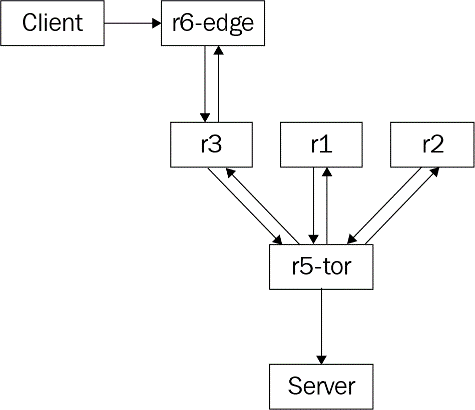 Client
r6-edge
r3
r1
r2
r5-tor
Server